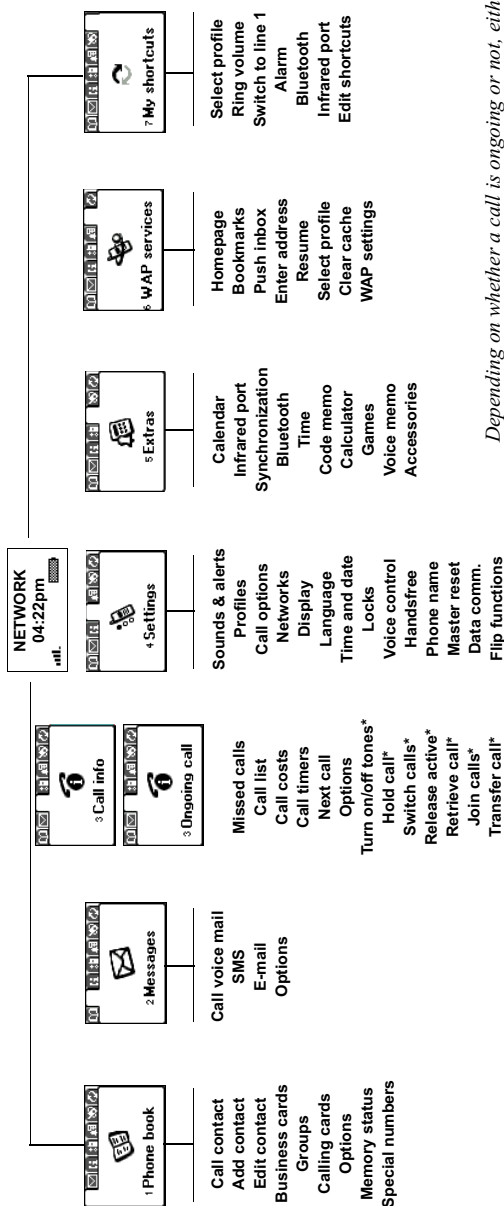 NETWORK
04:22pm
1 Phone book
Call contact
Add contact
Edit contact
Business cards
Groups
Calling cards
Options
Memory status
Special numbers
2 Messages
Call voice mail
SMS
E-mail
Options
3 Call info
3 Ongoing call
Missed calls
Call list
Call costs
Call timers
Next call
Options
Turn on/off tones*
Hold call*
Switch calls*
Release active*
Retrieve call*
Join calls*
Transfer call*
4 Settings
Sounds & alerts
Profiles
Call options
Networks
Display
Language
Time and date
Locks
Voice control
Handsfree
Phone name
Master reset
Data comm.
Flip functions
5 Extras
Calendar
Infrared port
Synchronization
Bluetooth
Time
Code memo
Calculator
Games
Voice memo
Accessories
6 WAP services
Homepage
Bookmarks
Push inbox
Enter address
Resume
Select profile
Clear cache
WAP settings
7 My shortcuts
Select profile
Ring volume
Switch to line 1
Alarm
Bluetooth
Infrared port
Edit shortcuts
Depending on whether a call is ongoing or not, eith